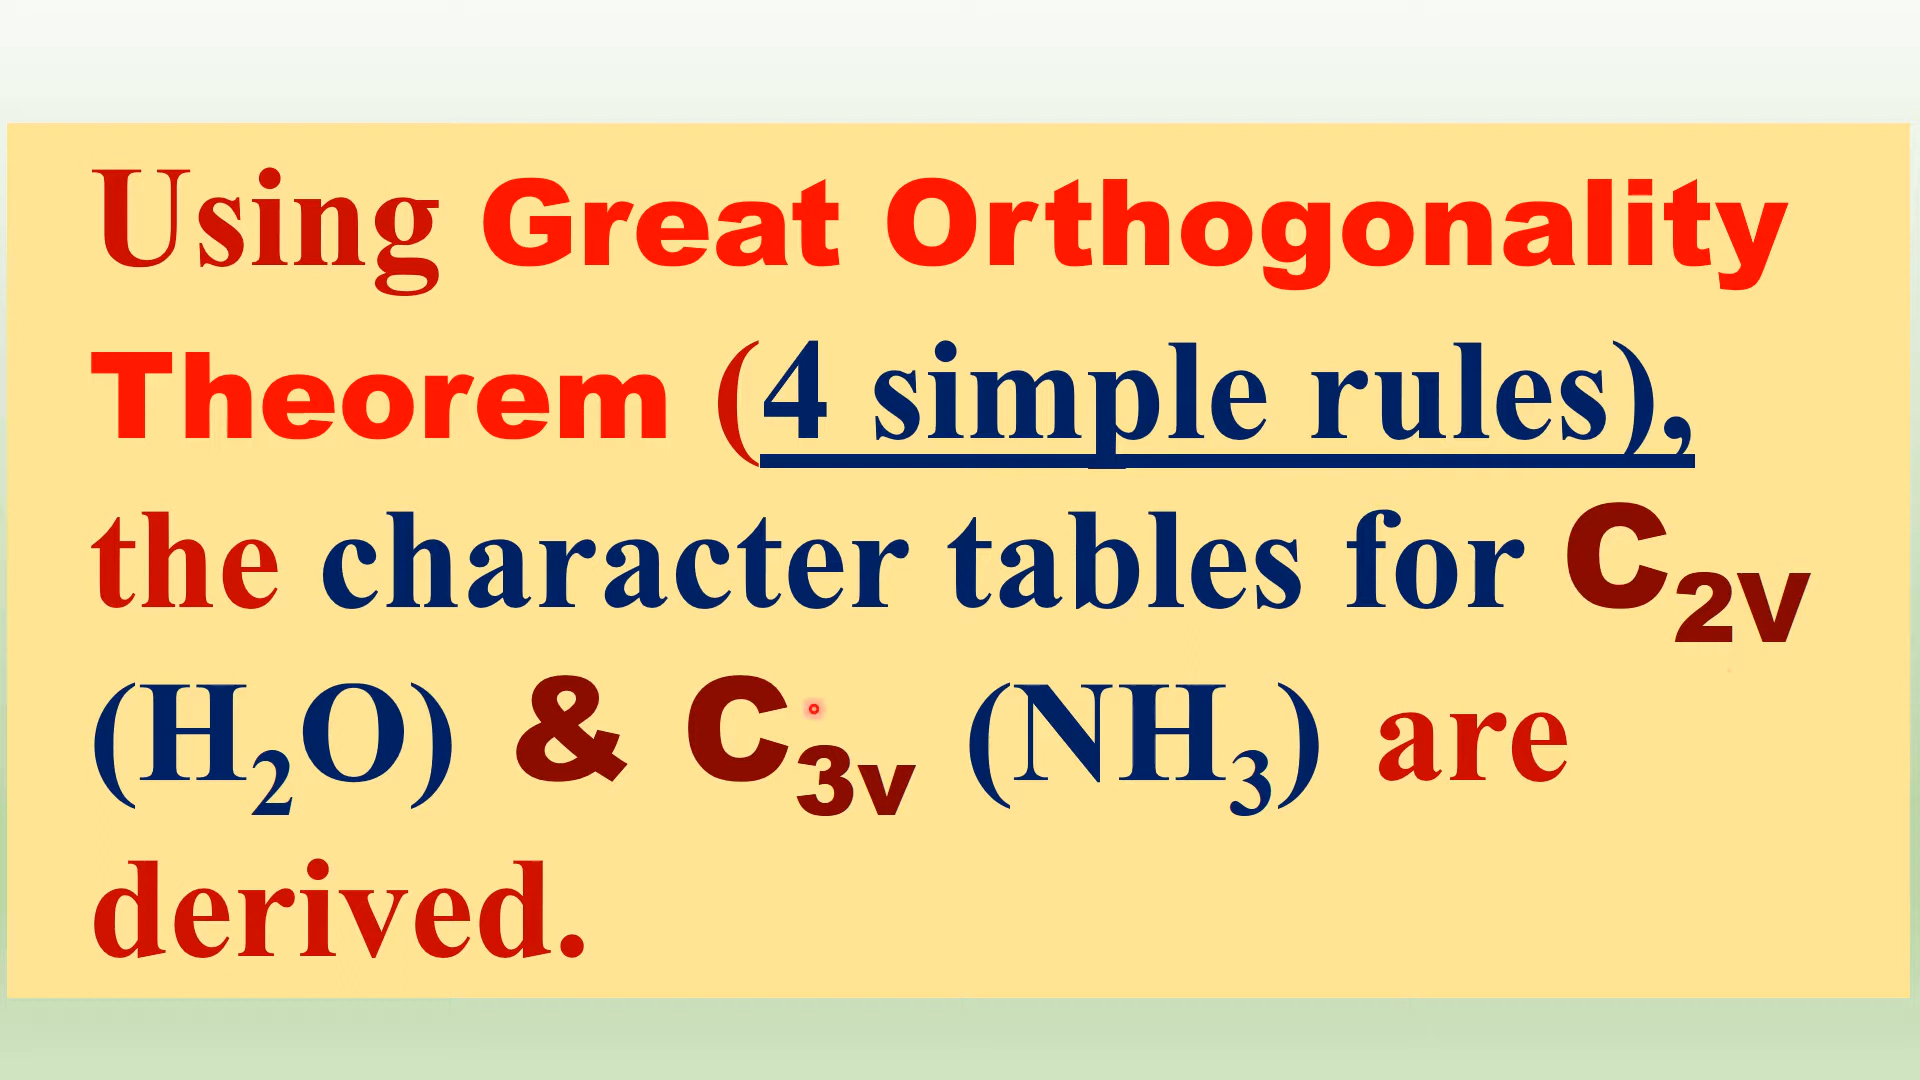 Using Great Orthogonality
Theorem (4 simple rules),
the character tables for C₂V
(H₂O) & C₃v (NH₃) are
derived.